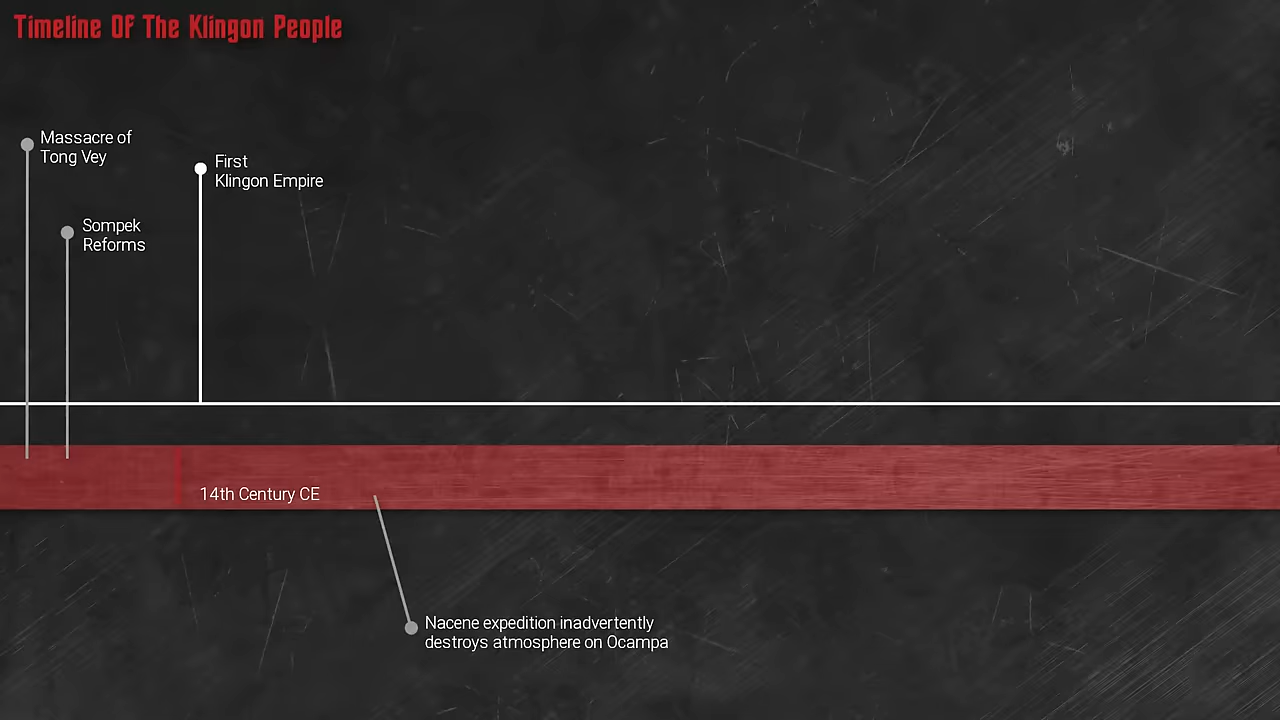 Timeline Of The Klingon People
Massacre of
Tong Vey
First
Klingon Empire
Sompek
Reforms
14th Century CE
Nacene expedition inadvertently
destroys atmosphere on Ocampa